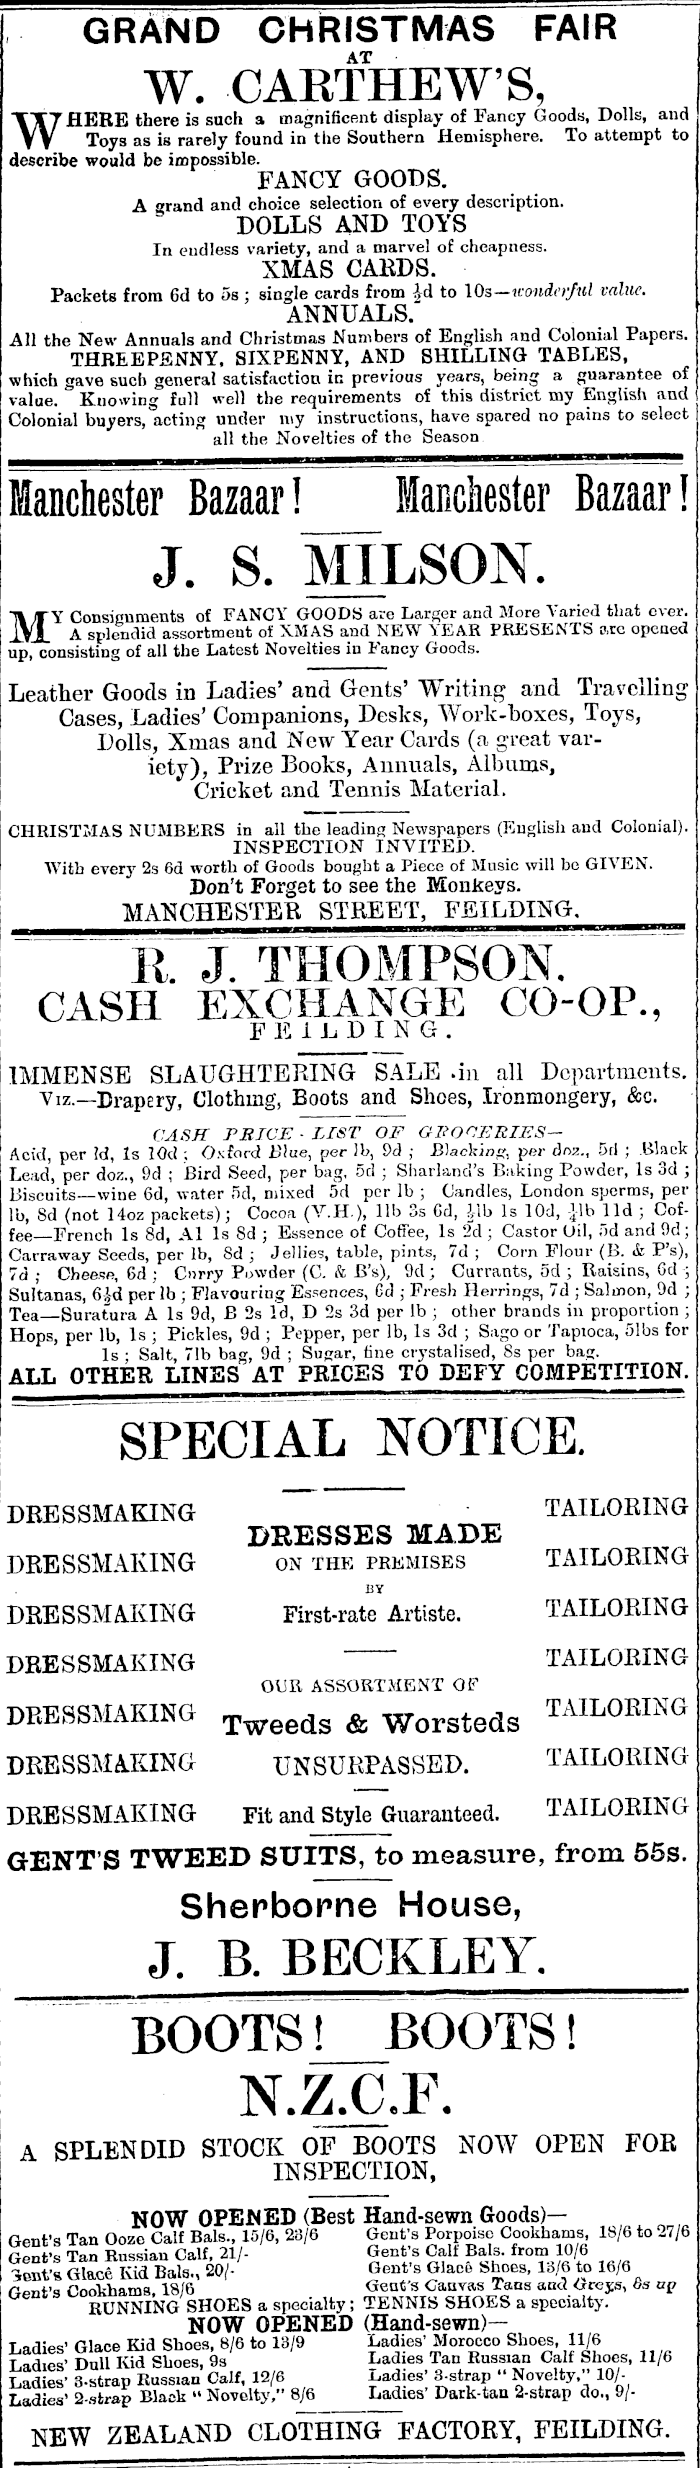 GRAND CHRISTMAS FAIR
AT
W. CARTHEW'S,
WHERE there is such a magnificent display of Fancy Goods, Dolls, and
Toys as is rarely found in the Southern Hemisphere. To attempt to
describe would be impossible.
FANCY GOODS.
A grand and choice selection of every description.
DOLLS AND TOYS
In endless variety, and a marvel of cheapness.
XMAS CARDS.
Packets from 6d to 5s ; single cards from ½d to 10s—wonderful value.
ANNUALS.
All the New Annuals and Christmas Numbers of English and Colonial Papers.
THREEPENNY, SIXPENNY, AND SHILLING TABLES,
which gave such general satisfaction in previous years, being a guarantee of
value. Knowing full well the requirements of this district my English and
Colonial buyers, acting under my instructions, have spared no pains to select
all the Novelties of the Season
Manchester Bazaar! Manchester Bazaar!
J. S. MILSON.
MY Consignments of FANCY GOODS are Larger and More Varied that ever.
A splendid assortment of XMAS and NEW YEAR PRESENTS are opened
up, consisting of all the Latest Novelties in Fancy Goods.
Leather Goods in Ladies' and Gents' Writing and Travelling
Cases, Ladies' Companions, Desks, Work-boxes, Toys,
Dolls, Xmas and New Year Cards (a great var-
iety), Prize Books, Annuals, Albums,
Cricket and Tennis Material.
CHRISTMAS NUMBERS in all the leading Newspapers (English and Colonial).
INSPECTION INVITED.
With every 2s 6d worth of Goods bought a Piece of Music will be GIVEN.
Don't Forget to see the Monkeys.
MANCHESTER STREET, FEILDING.
R. J. THOMPSON.
CASH EXCHANGE CO-OP.,
FEILDING.
IMMENSE SLAUGHTERING SALE in all Departments.
VIZ.—Drapery, Clothing, Boots and Shoes, Ironmongery, &c.
CASH PRICE-LIST OF GROCERIES—
Acid, per ld, 1s 10d ; Oxford Blue, per lb, 9d ; Blacking, per doz., 5d ; Black
Lead, per doz., 9d ; Bird Seed, per bag, 5d ; Sharland's Baking Powder, 1s 3d ;
Biscuits—wine 6d, water 5d, mixed 5d per lb ; Candles, London sperms, per
lb, 8d (not 14oz packets) ; Cocoa (V.H.), 1lb 3s 6d, ½lb 1s 10d, ¼lb 11d ; Cof-
fee—French 1s 8d, A1 1s 8d ; Essence of Coffee, 1s 2d ; Castor Oil, 5d and 9d ;
Carraway Seeds, per lb, 8d ; Jellies, table, pints, 7d ; Corn Flour (B. & P's),
7d ; Cheese, 6d ; Curry Powder (C. & B's), 9d ; Currants, 5d ; Raisins, 6d ;
Sultanas, 6½d per lb ; Flavouring Essences, 6d ; Fresh Herrings, 7d ; Salmon, 9d ;
Tea—Suratura A 1s 9d, B 2s 1d, D 2s 3d per lb ; other brands in proportion ;
Hops, per lb, 1s ; Pickles, 9d ; Pepper, per lb, 1s 3d ; Sago or Tapioca, 5lbs for
1s ; Salt, 7lb bag, 9d ; Sugar, fine crystalised, 8s per bag.
ALL OTHER LINES AT PRICES TO DEFY COMPETITION.
SPECIAL NOTICE.
DRESSMAKING TAILORING
DRESSES MADE
DRESSMAKING ON THE PREMISES TAILORING
BY
DRESSMAKING First-rate Artiste. TAILORING
DRESSMAKING TAILORING
OUR ASSORTMENT OF
DRESSMAKING Tweeds & Worsteds TAILORING
DRESSMAKING UNSURPASSED. TAILORING
DRESSMAKING Fit and Style Guaranteed. TAILORING
GENT'S TWEED SUITS, to measure, from 55s.
Sherborne House,
J. B. BECKLEY.
BOOTS! BOOTS!
N.Z.C.F.
A SPLENDID STOCK OF BOOTS NOW OPEN FOR
INSPECTION,
NOW OPENED (Best Hand-sewn Goods)—
Gent's Tan Ooze Calf Bals., 15/6, 23/6 Gent's Porpoise Cookhams, 18/6 to 27/6
Gent's Tan Russian Calf, 21/- Gent's Calf Bals. from 10/6
Gent's Glacê Kid Bals., 20/- Gent's Glacé Shoes, 13/6 to 16/6
Gent's Cookhams, 18/6 Gent's Canvas Tans and Greys, 8s up
RUNNING SHOES a specialty; TENNIS SHOES a specialty.
NOW OPENED (Hand-sewn)—
Ladies' Glace Kid Shoes, 8/6 to 13/9 Ladies' Morocco Shoes, 11/6
Ladies' Dull Kid Shoes, 9s Ladies Tan Russian Calf Shoes, 11/6
Ladies' 3-strap Russian Calf, 12/6 Ladies' 3-strap "Novelty," 10/-
Ladies' 2-strap Black "Novelty," 8/6 Ladies' Dark-tan 2-strap do., 9/-
NEW ZEALAND CLOTHING FACTORY, FEILDING.